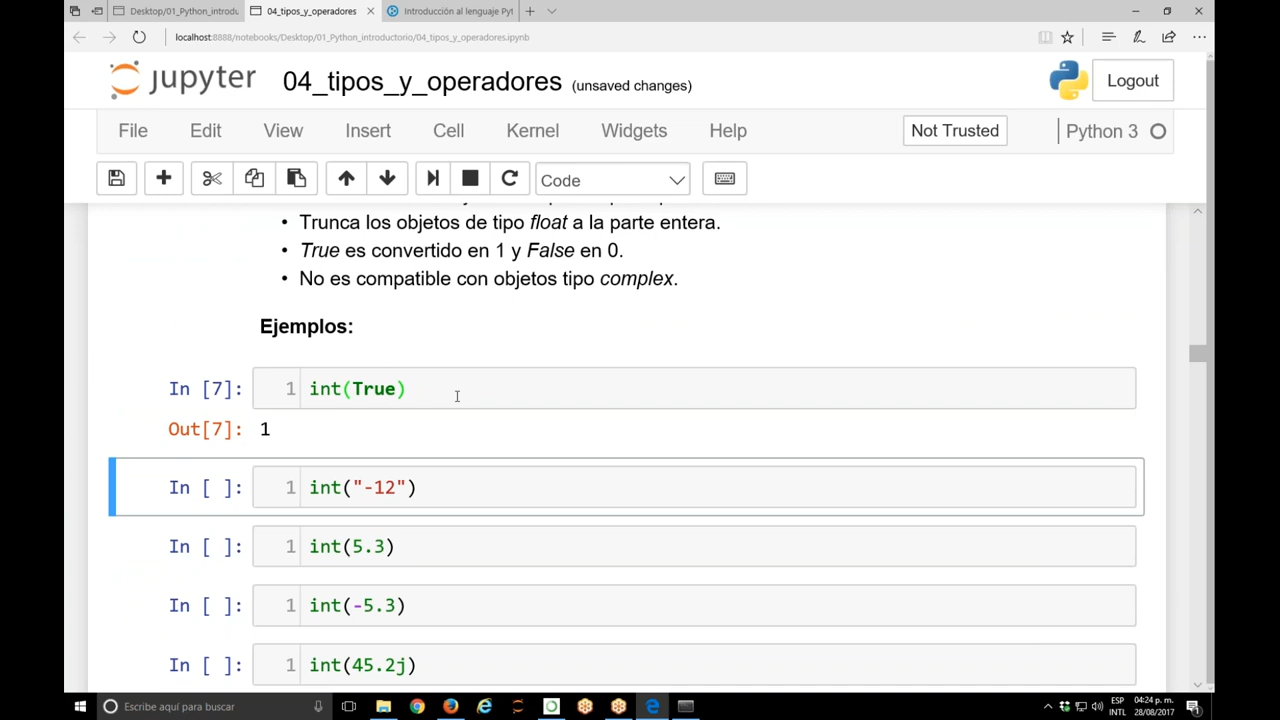 Desktop/01_Python_introdu
04_tipos_y_operadores
Introducción al lenguaje Pyt
localhost:8888/notebooks/Desktop/01_Python_introductorio/04_tipos_y_operadores.ipynb
jupyter 04_tipos_y_operadores (unsaved changes) Logout
File Edit View Insert Cell Kernel Widgets Help Not Trusted Python 3
Code
• Trunca los objetos de tipo float a la parte entera.
• True es convertido en 1 y False en 0.
• No es compatible con objetos tipo complex.
Ejemplos:
In [7]: 1 int(True)
Out[7]: 1
In [ ]: 1 int("-12")
In [ ]: 1 int(5.3)
In [ ]: 1 int(-5.3)
In [ ]: 1 int(45.2j)
Escribe aquí para buscar
ESP 04:24 p. m.
INTL 28/08/2017